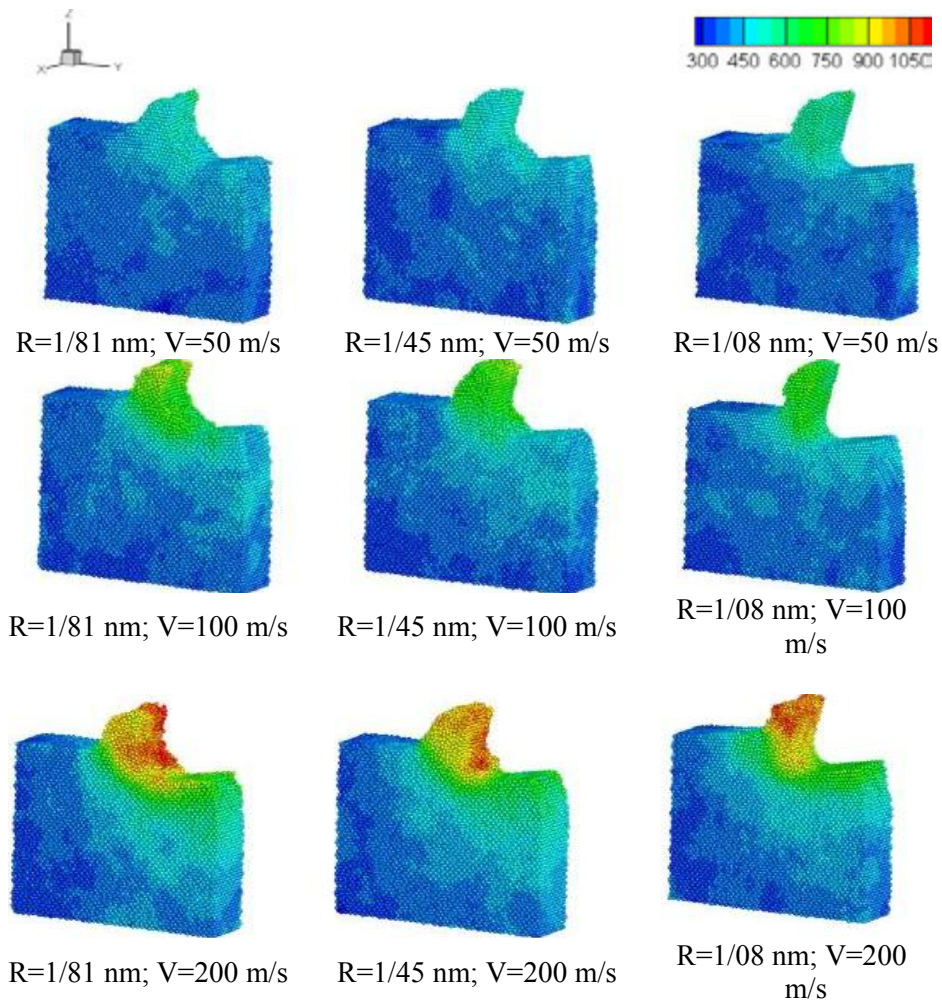 Z
X Y
300 450 600 750 900 1050
R=1/81 nm; V=50 m/s R=1/45 nm; V=50 m/s R=1/08 nm; V=50 m/s
R=1/81 nm; V=100 m/s R=1/45 nm; V=100 m/s R=1/08 nm; V=100
m/s
R=1/81 nm; V=200 m/s R=1/45 nm; V=200 m/s R=1/08 nm; V=200
m/s